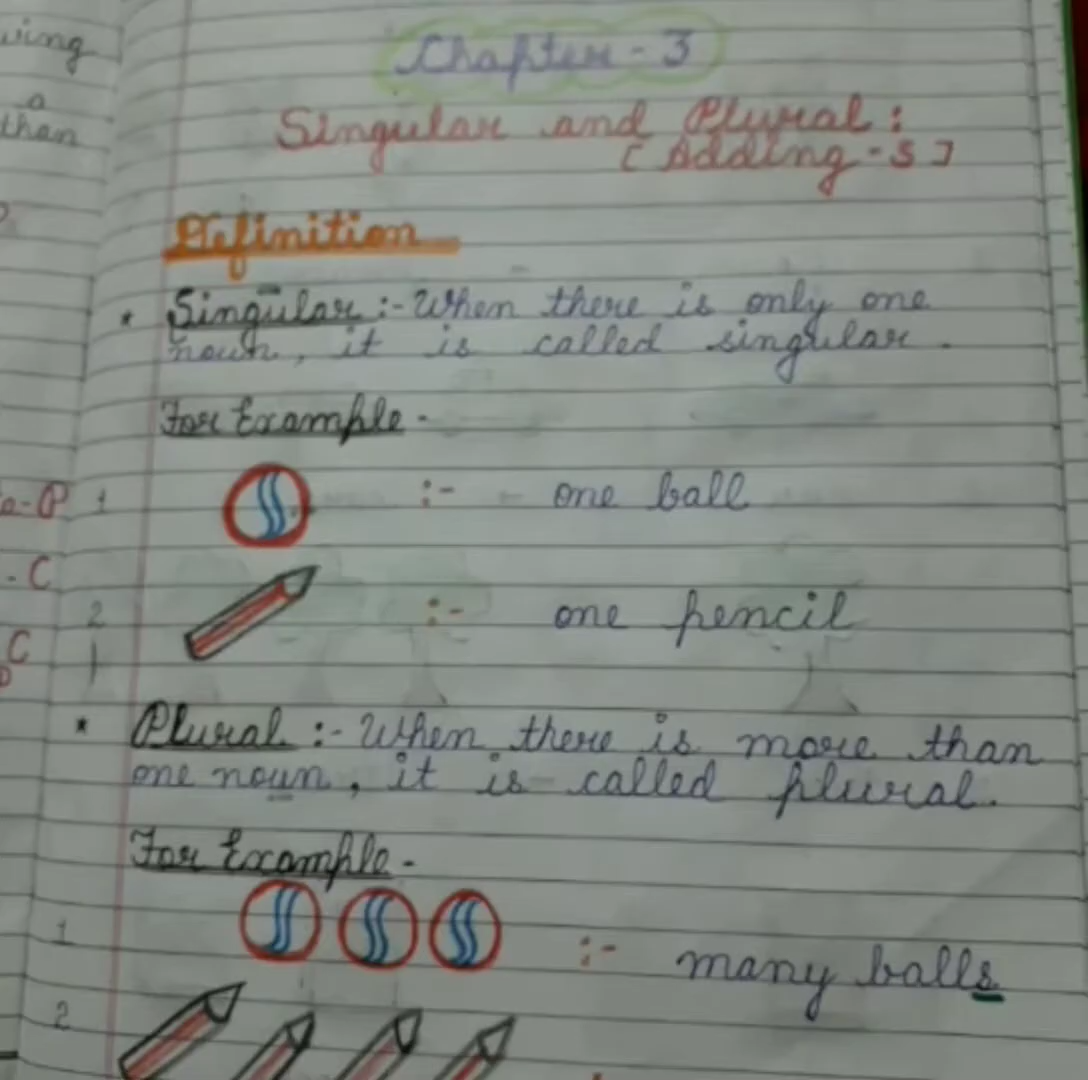 wing
a
than
Chapter - 3
Singular and Plural :
[ Adding - s ]
Definition
* Singular :- When there is only one
noun, it is called singular.
For Example -
1 :- one ball
2 :- one pencil
* Plural :- When there is more than
one noun, it is called plural.
For Example -
1 :- many balls
2
- P
- C
C